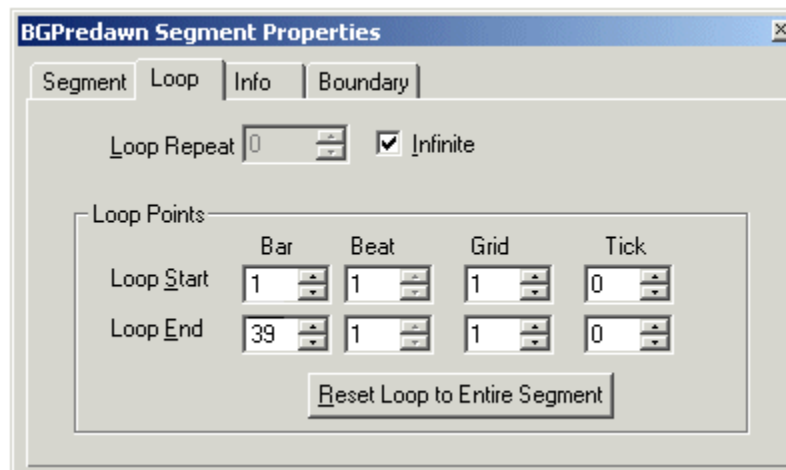 BGPredawn Segment Properties
Segment Loop Info Boundary
Loop Repeat 0 Infinite
Loop Points
Bar Beat Grid Tick
Loop Start 1 1 1 0
Loop End 39 1 1 0
Reset Loop to Entire Segment